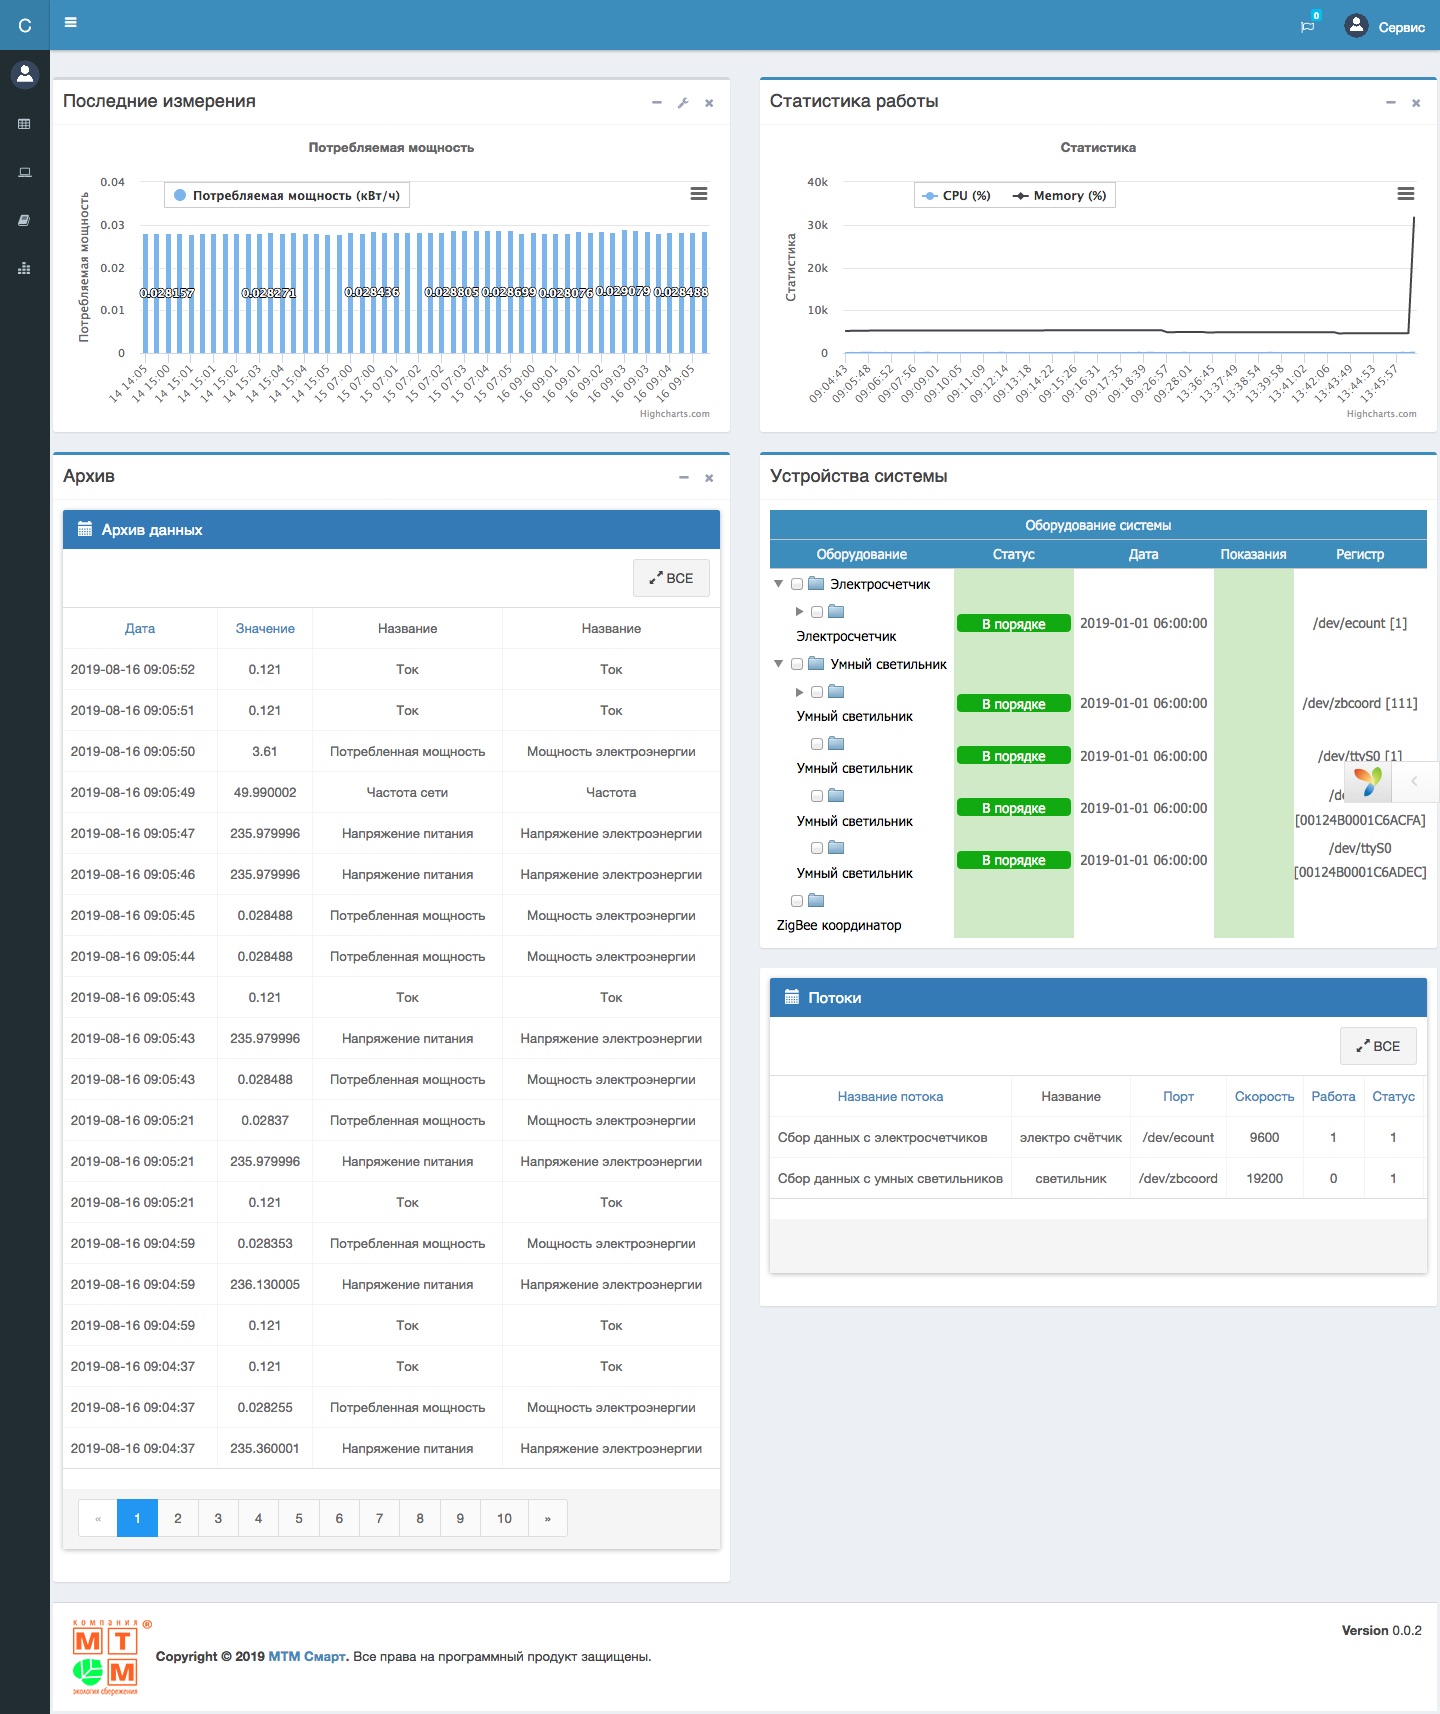 C
0
Сервис
Последние измерения
Потребляемая мощность
Потребляемая мощность (кВт/ч)
Потребляемая мощность
0.04
0.03
0.02
0.01
0
0.028157 0.028271 0.028436 0.028805 0.028699 0.028076 0.029079 0.028488
14 14:05 14 15:00 14 15:01 14 15:01 14 15:02 14 15:03 14 15:04 14 15:04 14 15:05 15 07:00 15 07:00 15 07:01 15 07:02 15 07:02 15 07:03 15 07:04 15 07:05 16 09:00 16 09:01 16 09:01 16 09:02 16 09:03 16 09:03 16 09:04 16 09:05
Highcharts.com
Статистика работы
Статистика
CPU (%) Memory (%)
Статистика
40k
30k
20k
10k
0
09:04:43 09:05:48 09:06:52 09:07:56 09:09:01 09:10:05 09:11:09 09:12:14 09:13:18 09:14:22 09:15:26 09:16:31 09:17:35 09:18:39 09:26:57 09:28:01 13:36:45 13:37:49 13:38:54 13:39:58 13:41:02 13:42:06 13:43:49 13:44:53 13:45:57
Highcharts.com
Архив
Архив данных
ВСЕ
Дата Значение Название Название
2019-08-16 09:05:52 0.121 Ток Ток
2019-08-16 09:05:51 0.121 Ток Ток
2019-08-16 09:05:50 3.61 Потребленная мощность Мощность электроэнергии
2019-08-16 09:05:49 49.990002 Частота сети Частота
2019-08-16 09:05:47 235.979996 Напряжение питания Напряжение электроэнергии
2019-08-16 09:05:46 235.979996 Напряжение питания Напряжение электроэнергии
2019-08-16 09:05:45 0.028488 Потребленная мощность Мощность электроэнергии
2019-08-16 09:05:44 0.028488 Потребленная мощность Мощность электроэнергии
2019-08-16 09:05:43 0.121 Ток Ток
2019-08-16 09:05:43 235.979996 Напряжение питания Напряжение электроэнергии
2019-08-16 09:05:43 0.028488 Потребленная мощность Мощность электроэнергии
2019-08-16 09:05:21 0.02837 Потребленная мощность Мощность электроэнергии
2019-08-16 09:05:21 235.979996 Напряжение питания Напряжение электроэнергии
2019-08-16 09:05:21 0.121 Ток Ток
2019-08-16 09:04:59 0.028353 Потребленная мощность Мощность электроэнергии
2019-08-16 09:04:59 236.130005 Напряжение питания Напряжение электроэнергии
2019-08-16 09:04:59 0.121 Ток Ток
2019-08-16 09:04:37 0.121 Ток Ток
2019-08-16 09:04:37 0.028255 Потребленная мощность Мощность электроэнергии
2019-08-16 09:04:37 235.360001 Напряжение питания Напряжение электроэнергии
« 1 2 3 4 5 6 7 8 9 10 »
Устройства системы
Оборудование системы
Оборудование Статус Дата Показания Регистр
Электросчетчик
Электросчетчик В порядке 2019-01-01 06:00:00 /dev/ecount [1]
Умный светильник
Умный светильник В порядке 2019-01-01 06:00:00 /dev/zbcoord [111]
Умный светильник В порядке 2019-01-01 06:00:00 /dev/ttyS0 [1]
Умный светильник В порядке 2019-01-01 06:00:00 [00124B0001C6ACFA]
Умный светильник В порядке 2019-01-01 06:00:00 /dev/ttyS0
[00124B0001C6ADEC]
ZigBee координатор
Потоки
ВСЕ
Название потока Название Порт Скорость Работа Статус
Сбор данных с электросчетчиков электро счётчик /dev/ecount 9600 1 1
Сбор данных с умных светильников светильник /dev/zbcoord 19200 0 1
КОМПАНИЯ ®
МТ
М
экология сбережения
Copyright © 2019 МТМ Смарт. Все права на программный продукт защищены.
Version 0.0.2